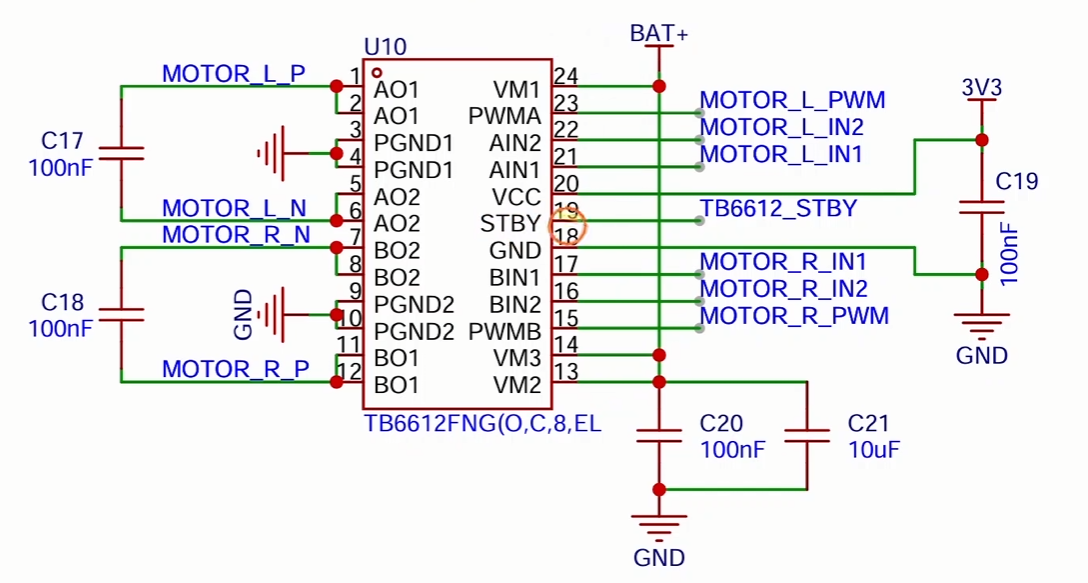 BAT+
U10
MOTOR_L_P
1 AO1
2 AO1
3 PGND1
4 PGND1
5 AO2
6 AO2
7 BO2
8 BO2
9 PGND2
10 PGND2
11 BO1
12 BO1
C17
100nF
MOTOR_L_N
MOTOR_R_N
C18
100nF
GND
MOTOR_R_P
VM1 24
PWMA 23 MOTOR_L_PWM
AIN2 22 MOTOR_L_IN2
AIN1 21 MOTOR_L_IN1
VCC 20
STBY 19 TB6612_STBY
GND 18
BIN1 17 MOTOR_R_IN1
BIN2 16 MOTOR_R_IN2
PWMB 15 MOTOR_R_PWM
VM3 14
VM2 13
TB6612FNG(O,C,8,EL
3V3
C19
100nF
GND
C20
100nF
C21
10uF
GND